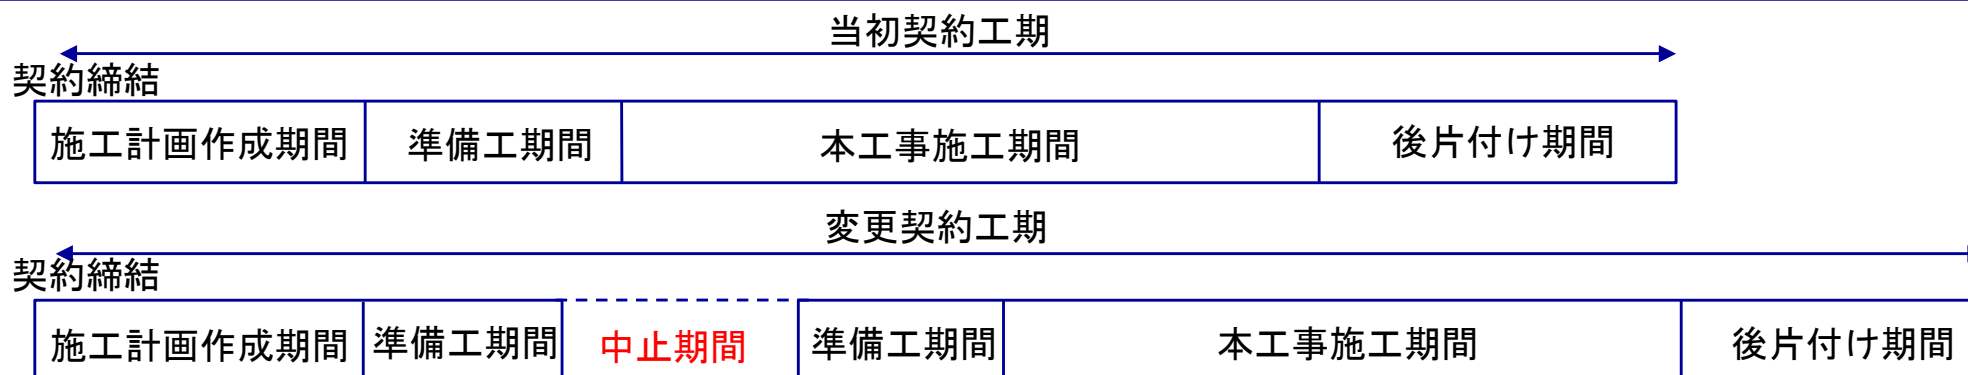 当初契約工期
契約締結
施工計画作成期間 準備工期間 本工事施工期間 後片付け期間
変更契約工期
契約締結
施工計画作成期間 準備工期間 中止期間 準備工期間 本工事施工期間 後片付け期間